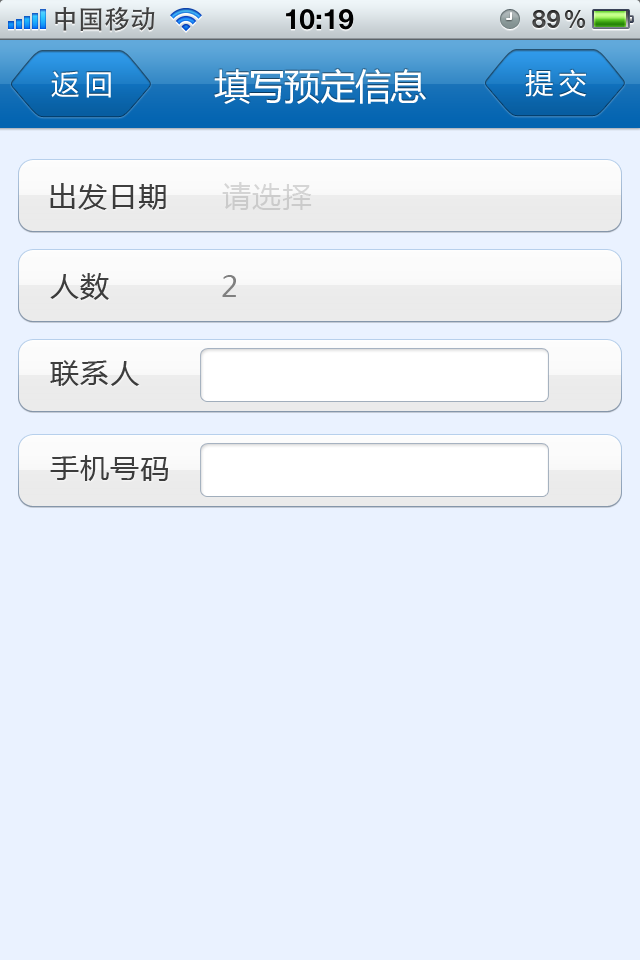 中国移动 10:19 89%
返回 填写预定信息 提交
出发日期 请选择
人数 2
联系人
手机号码